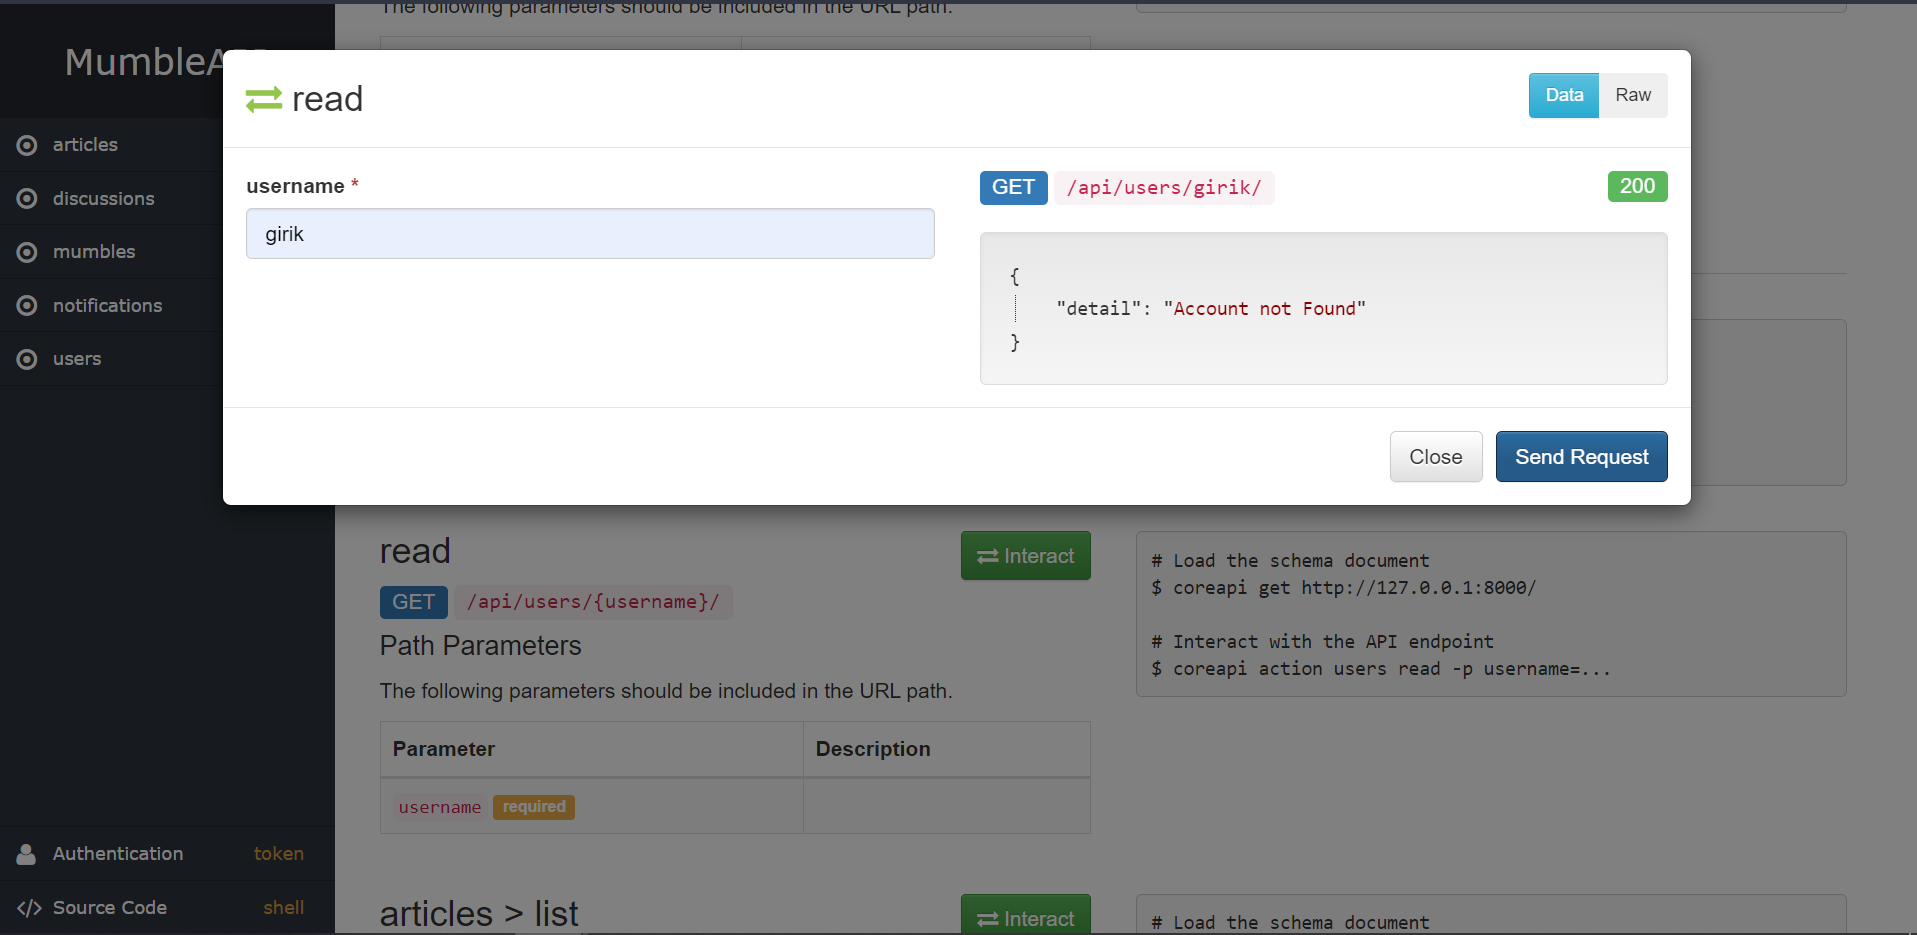 The following parameters should be included in the URL path.
read
Data Raw
username *
girik
GET /api/users/girik/ 200
{
"detail": "Account not Found"
}
Close Send Request
articles
discussions
mumbles
notifications
users
Authentication token
Source Code shell
read
Interact
GET /api/users/{username}/
Path Parameters
The following parameters should be included in the URL path.
Parameter Description
username required
# Load the schema document
$ coreapi get http://127.0.0.1:8000/
# Interact with the API endpoint
$ coreapi action users read -p username=...
articles > list
Interact
# Load the schema document